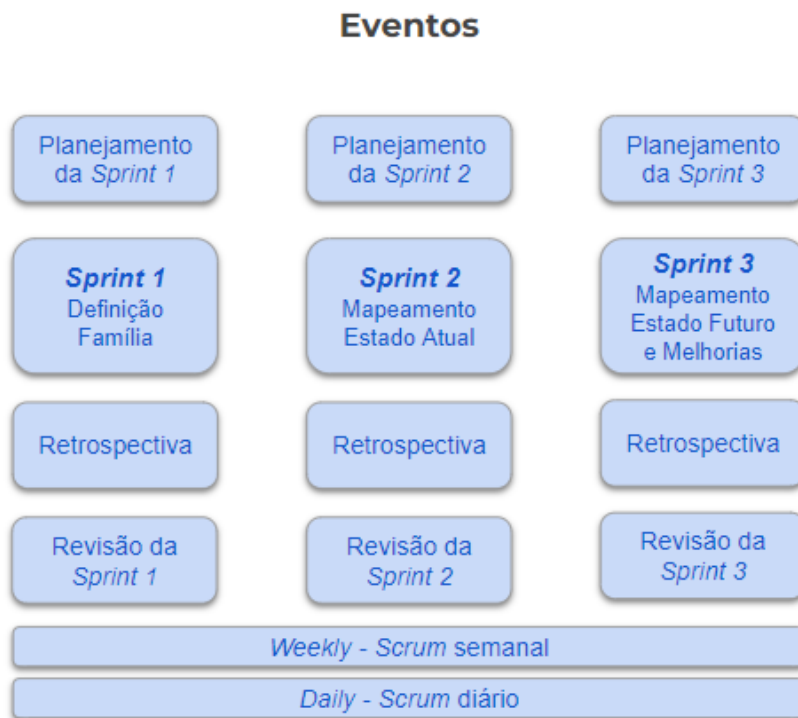 Eventos
Planejamento
da Sprint 1
Planejamento
da Sprint 2
Planejamento
da Sprint 3
Sprint 1
Definição
Família
Sprint 2
Mapeamento
Estado Atual
Sprint 3
Mapeamento
Estado Futuro
e Melhorias
Retrospectiva
Retrospectiva
Retrospectiva
Revisão da
Sprint 1
Revisão da
Sprint 2
Revisão da
Sprint 3
Weekly - Scrum semanal
Daily - Scrum diário